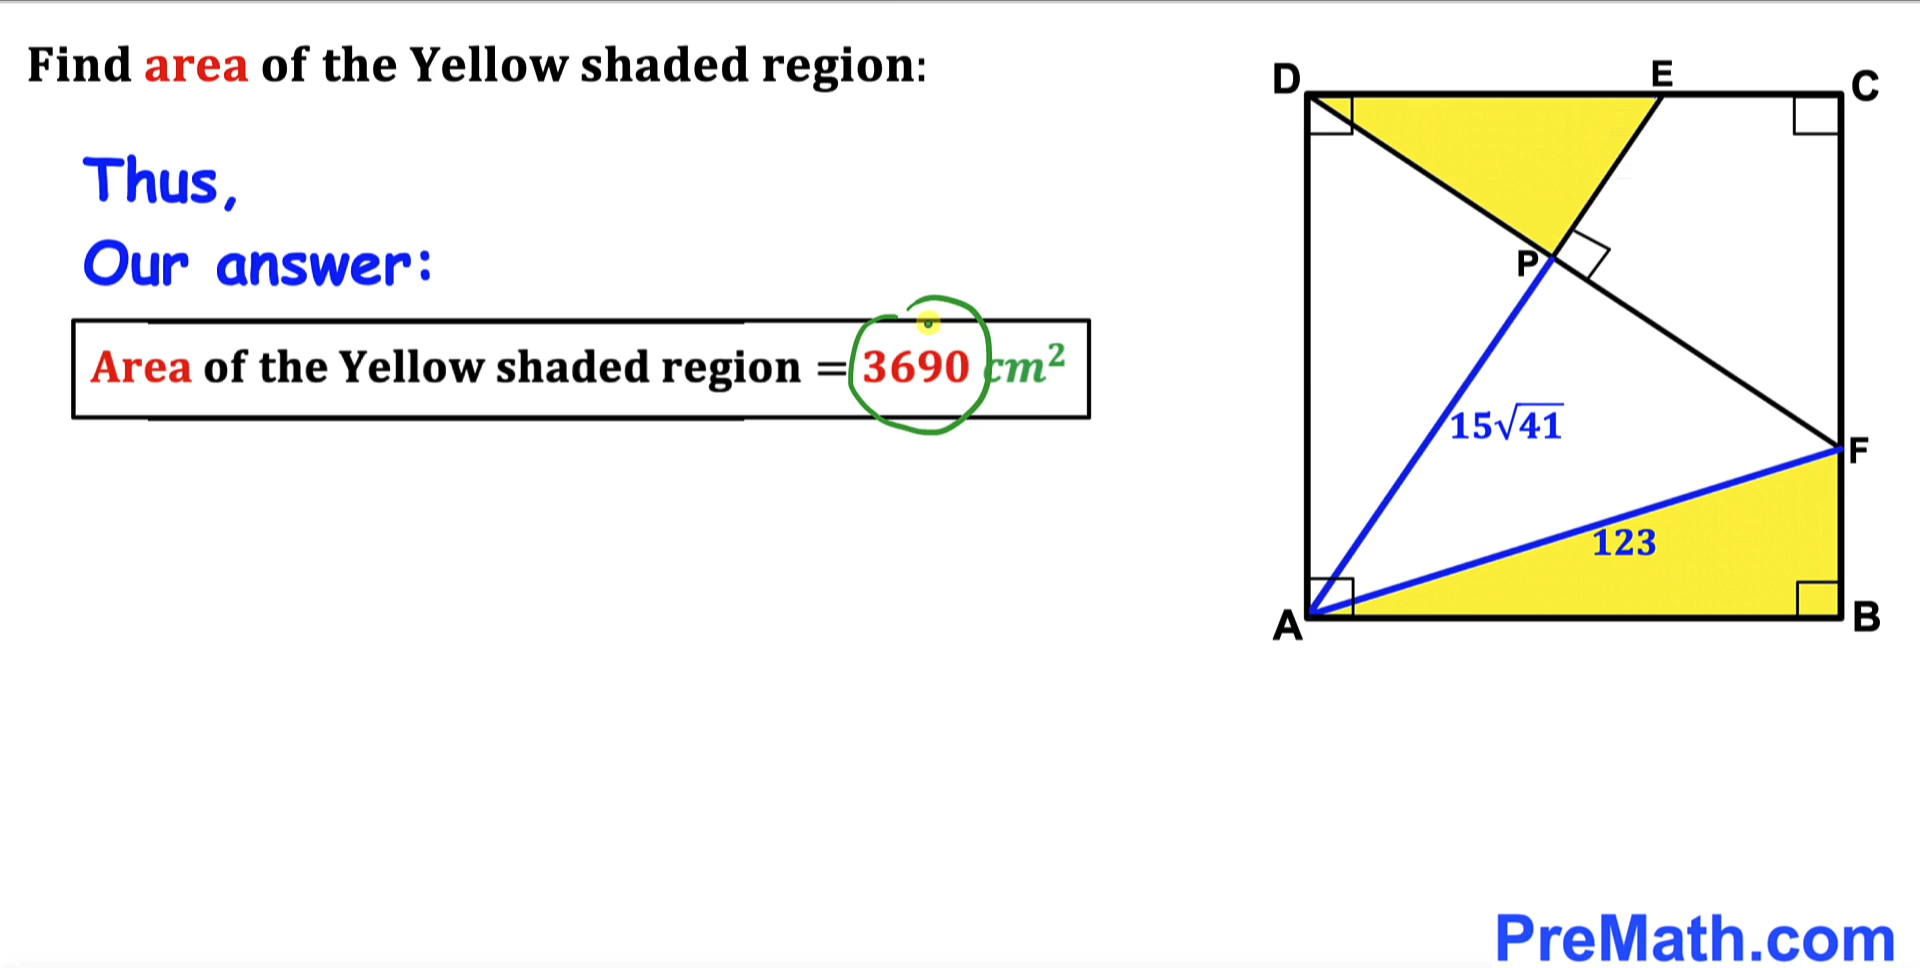 Find area of the Yellow shaded region:
Thus,
Our answer:
Area of the Yellow shaded region = 3690 cm²
D
E
C
P
15√41
F
123
A
B
PreMath.com